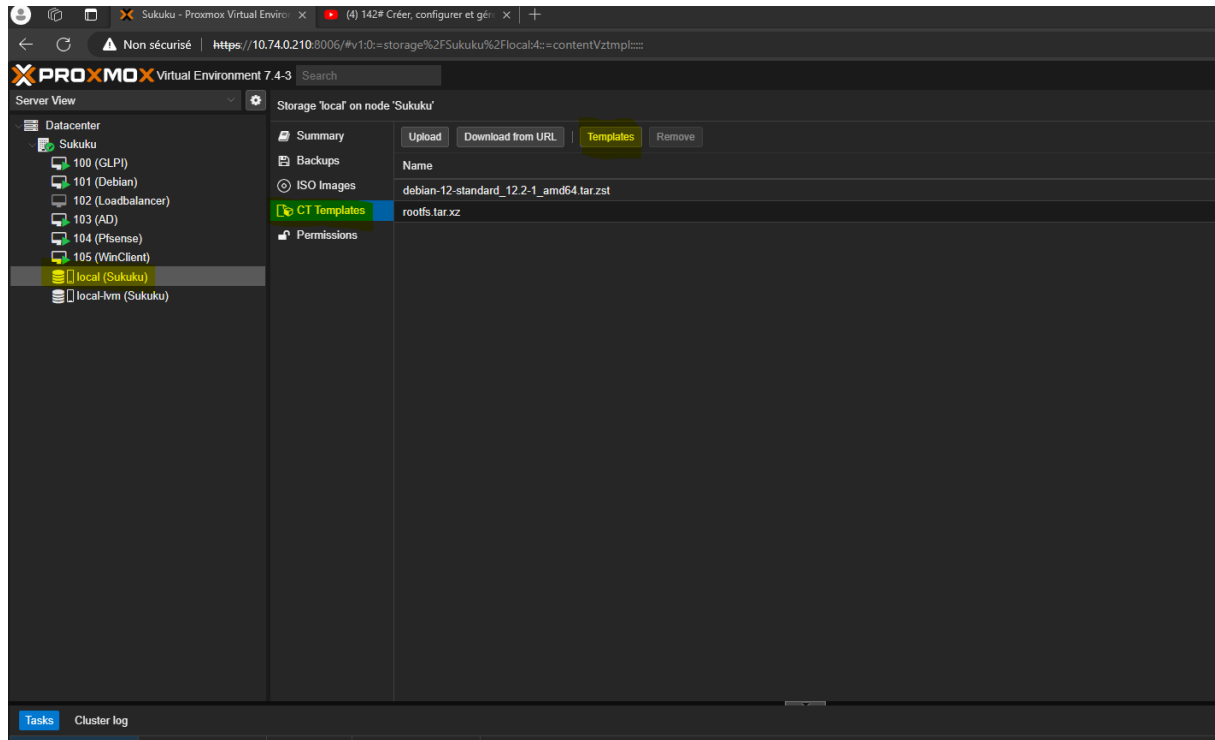 Sukuku - Proxmox Virtual Enviror
(4) 142# Créer, configurer et gér
Non sécurisé | https://10.74.0.210:8006/#v1:0:=storage%2FSukuku%2Flocal:4::=contentVztmpl:::::
PROXMOX Virtual Environment 7.4-3 Search
Server View
Storage 'local' on node 'Sukuku'
Datacenter
Sukuku
100 (GLPI)
101 (Debian)
102 (Loadbalancer)
103 (AD)
104 (Pfsense)
105 (WinClient)
local (Sukuku)
local-lvm (Sukuku)
Summary
Backups
ISO Images
CT Templates
Permissions
Upload Download from URL Templates Remove
Name
debian-12-standard_12.2-1_amd64.tar.zst
rootfs.tar.xz
Tasks Cluster log